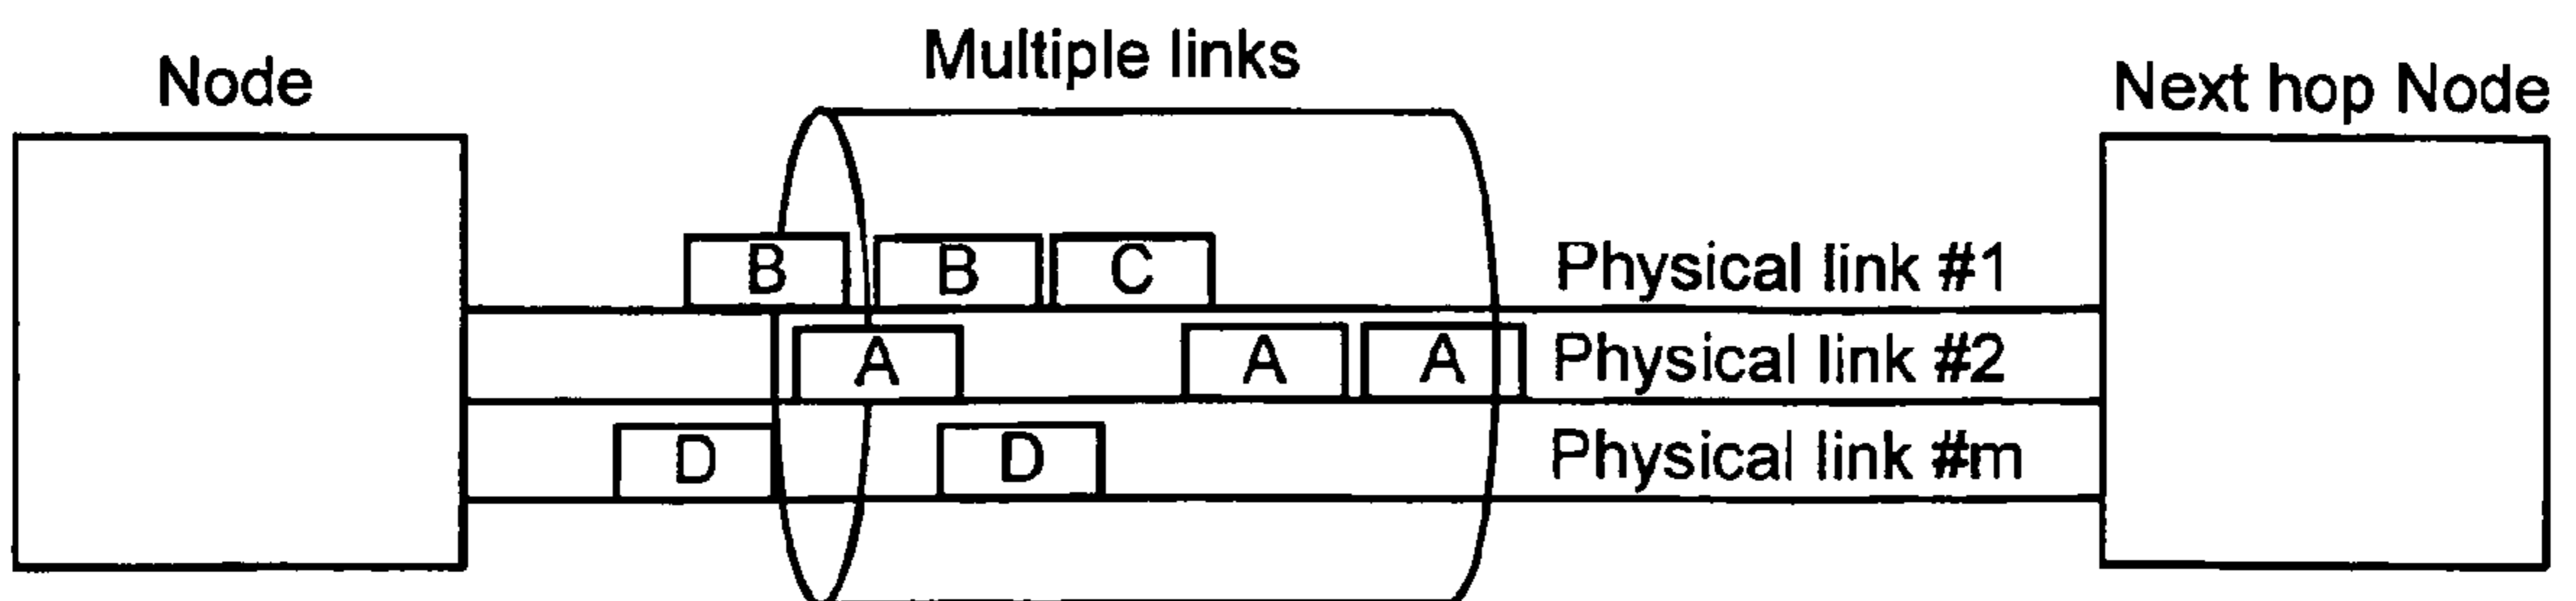 Multiple links
Node
Next hop Node
B B C Physical link #1
A A A Physical link #2
D D Physical link #m